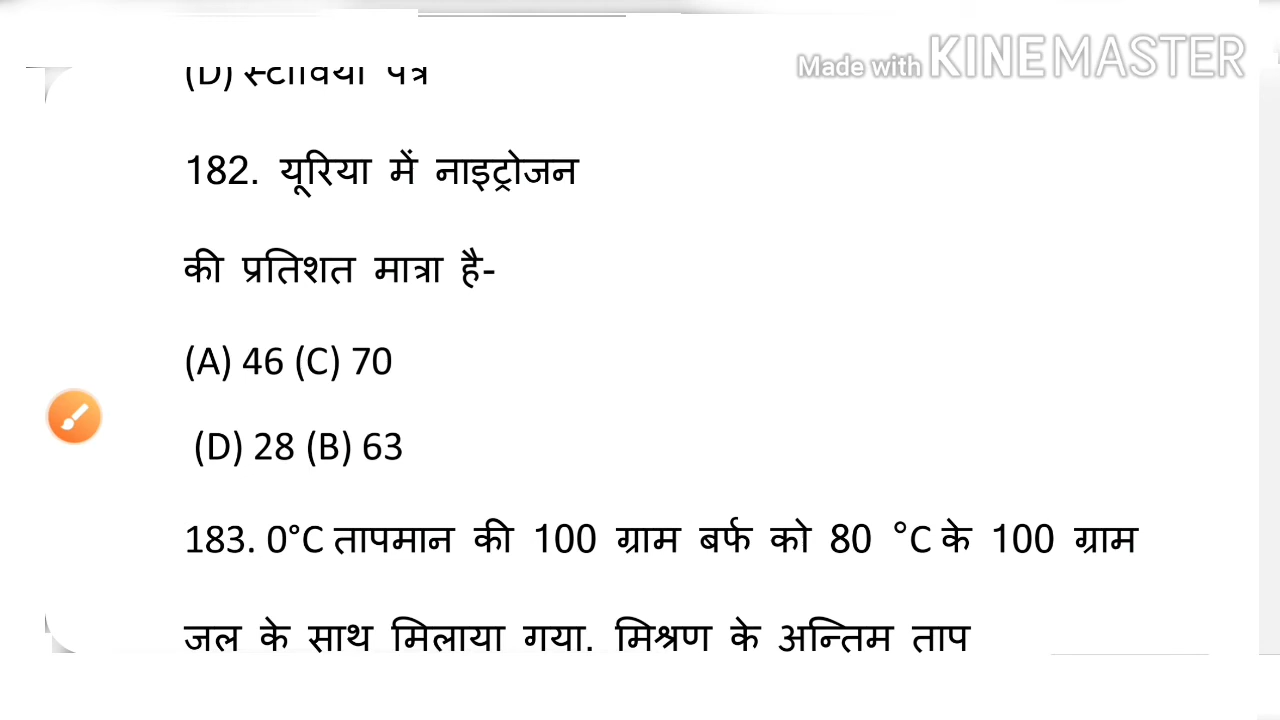 Made with KINEMASTER
(D) स्टीविया पत्र
182. यूरिया में नाइट्रोजन
की प्रतिशत मात्रा है-
(A) 46 (C) 70
(D) 28 (B) 63
183. 0°C तापमान की 100 ग्राम बर्फ को 80 °C के 100 ग्राम
जल के साथ मिलाया गया. मिश्रण के अन्तिम ताप